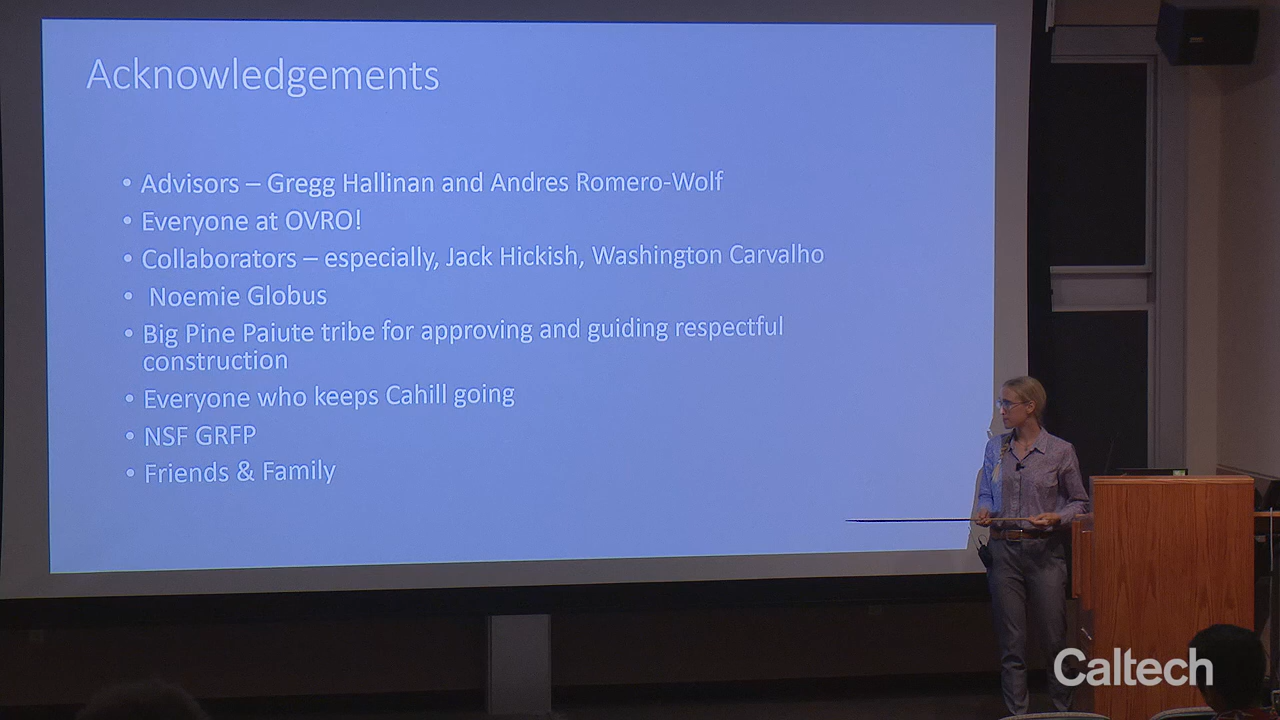 Acknowledgements
• Advisors – Gregg Hallinan and Andres Romero-Wolf
• Everyone at OVRO!
• Collaborators – especially, Jack Hickish, Washington Carvalho
• Noemie Globus
• Big Pine Paiute tribe for approving and guiding respectful
construction
• Everyone who keeps Cahill going
• NSF GRFP
• Friends & Family
Caltech